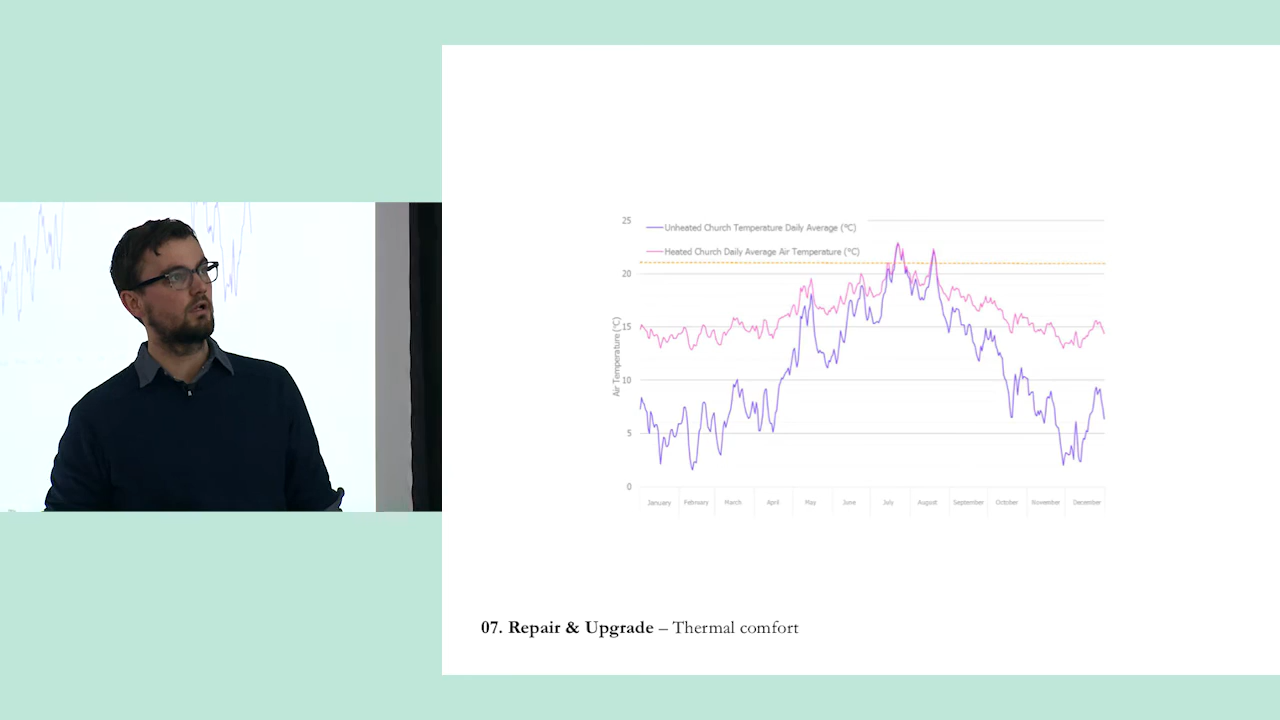 25
Unheated Church Temperature Daily Average (°C)
Heated Church Daily Average Air Temperature (°C)
20
15
10
5
0
Air Temperature (°C)
January February March April May June July August September October November December
07. Repair & Upgrade – Thermal comfort